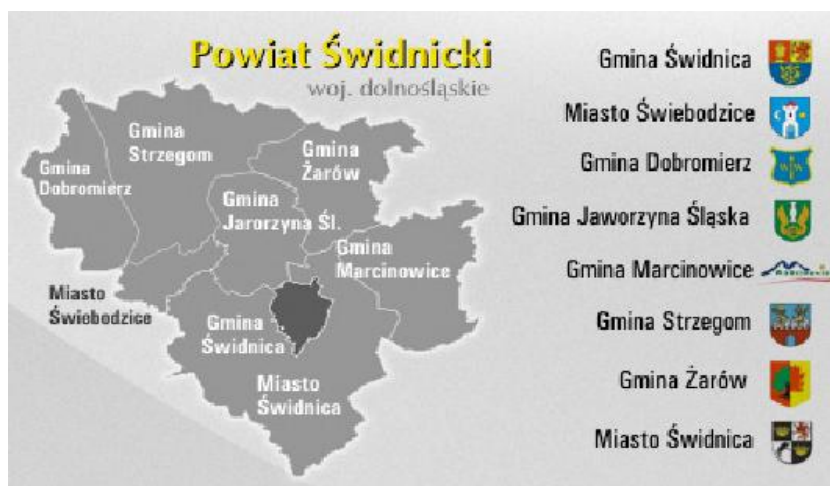 Powiat Świdnicki
woj. dolnośląskie
Gmina
Strzegom
Gmina
Dobromierz
Gmina
Żarów
Gmina
Jarorzyna Śl.
Gmina
Marcinowice
Miasto
Świebodzice
Gmina
Świdnica
Miasto
Świdnica
Gmina Świdnica
Miasto Świebodzice
Gmina Dobromierz
Gmina Jaworzyna Śląska
Gmina Marcinowice
Gmina Strzegom
Gmina Żarów
Miasto Świdnica